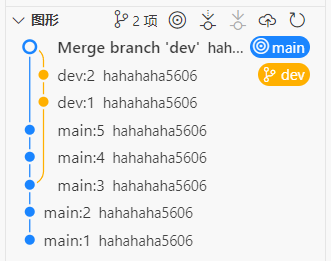 图形 2 项
Merge branch 'dev' hah... main
dev:2 hahahaha5606 dev
dev:1 hahahaha5606
main:5 hahahaha5606
main:4 hahahaha5606
main:3 hahahaha5606
main:2 hahahaha5606
main:1 hahahaha5606